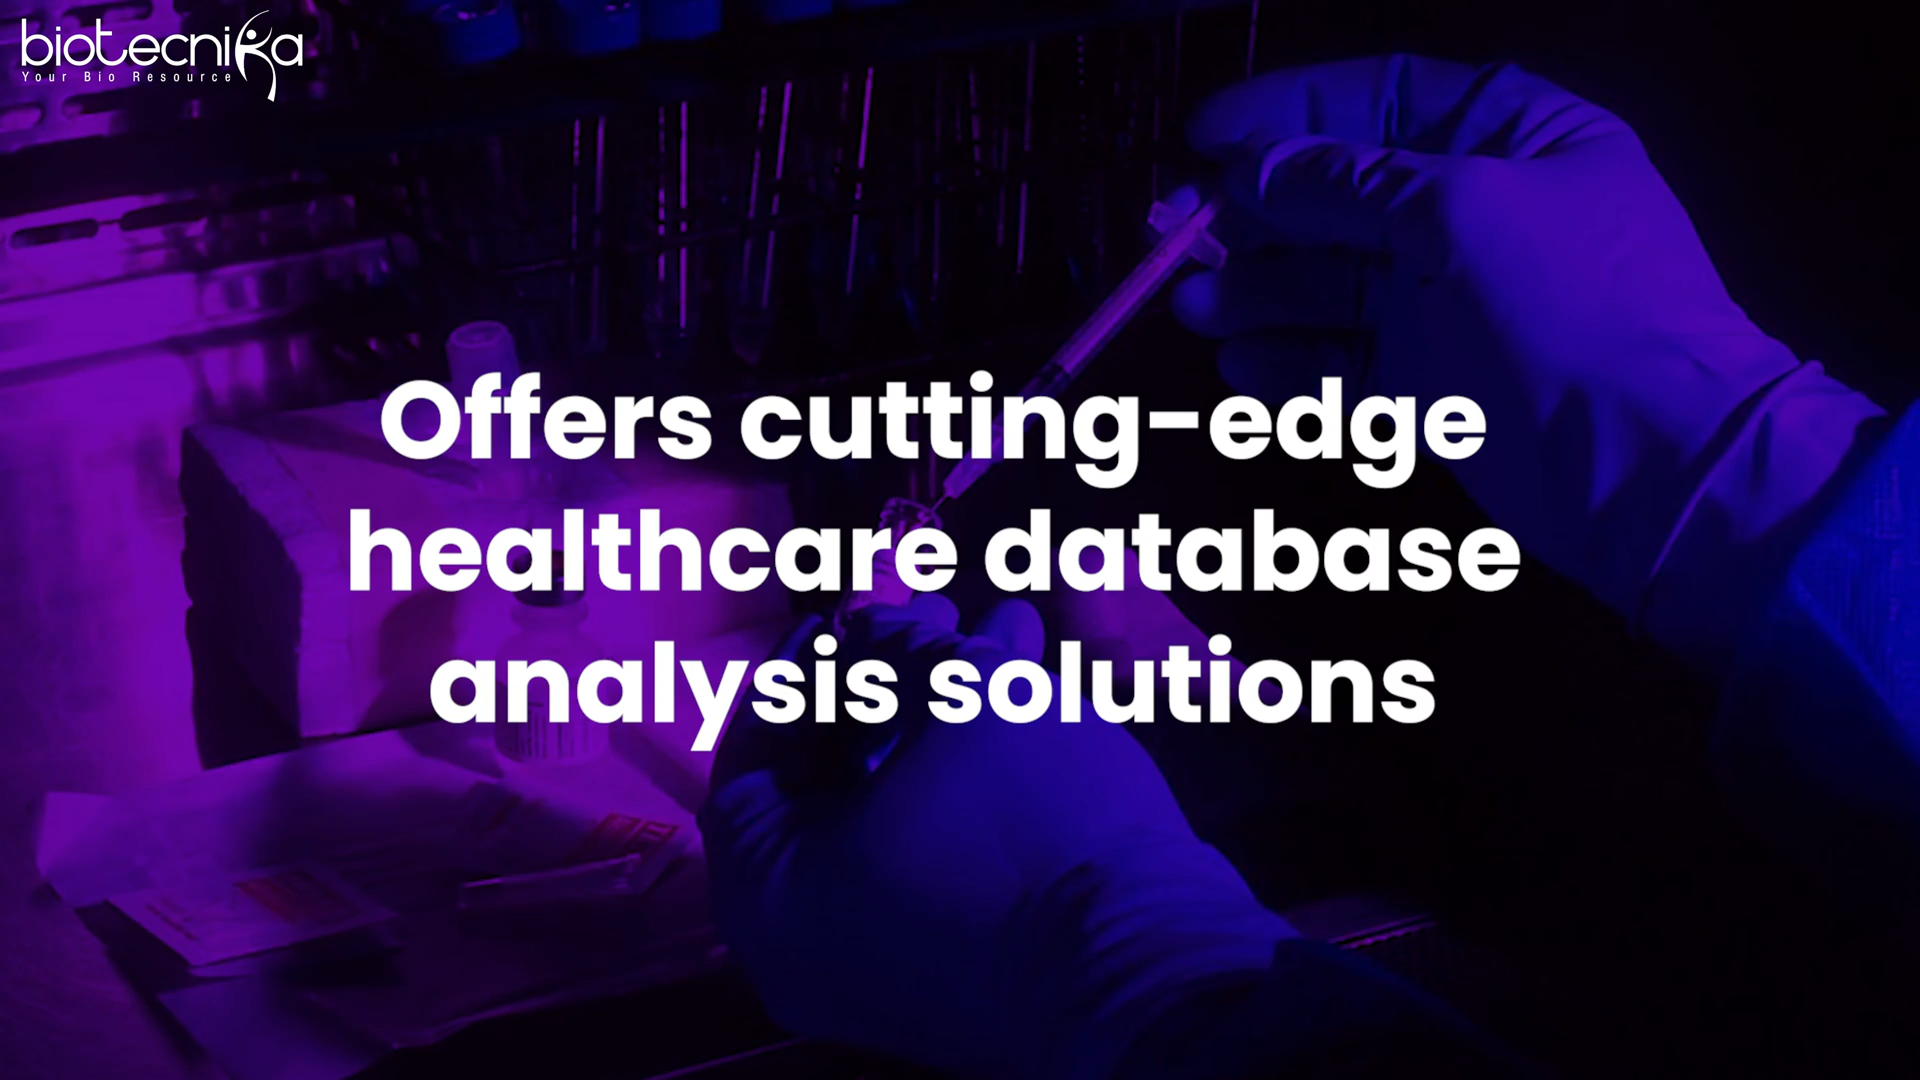 biotecnika
Your Bio Resource
Offers cutting-edge
healthcare database
analysis solutions